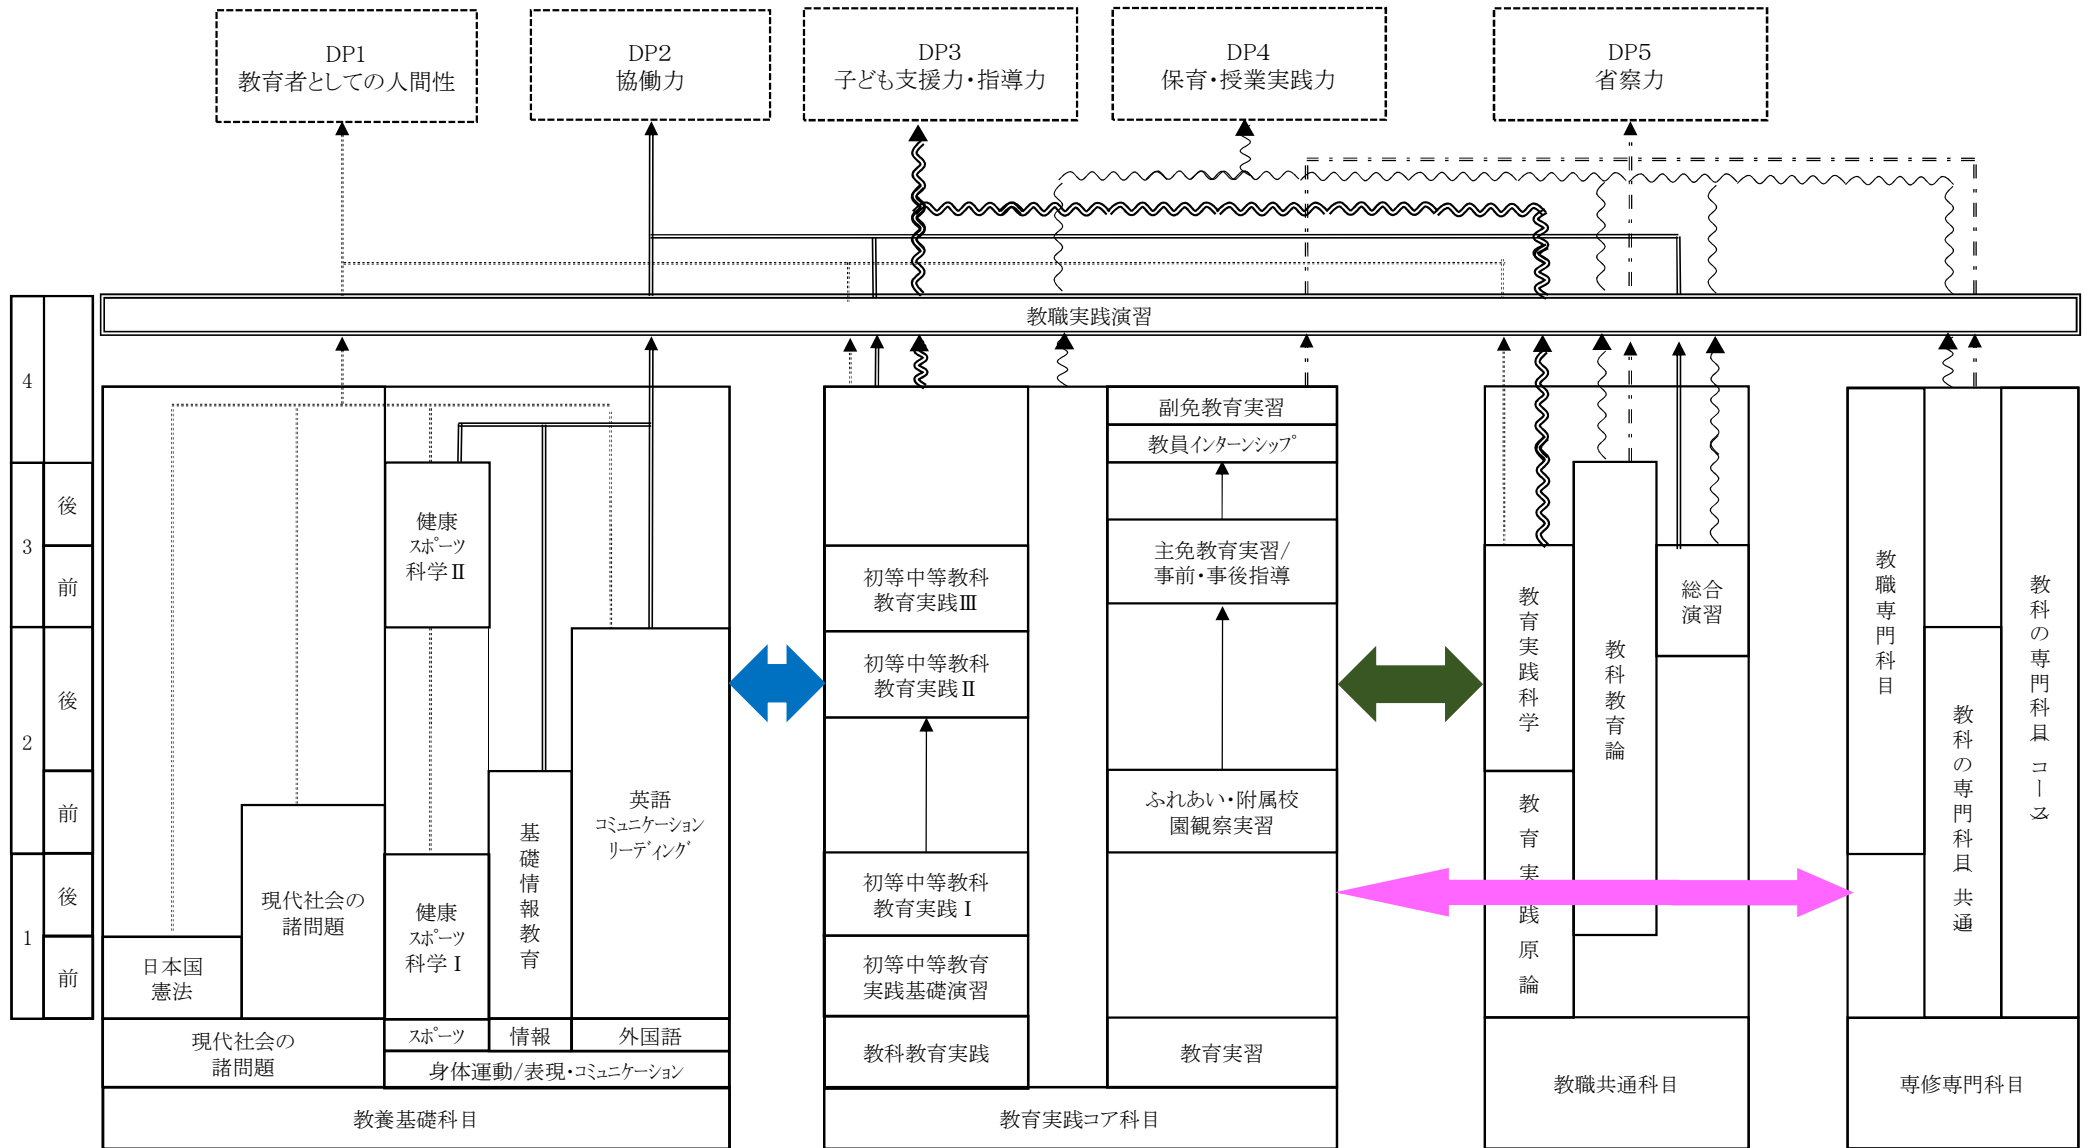 DP1
教育者としての人間性
DP2
協働力
DP3
子ども支援力・指導力
DP4
保育・授業実践力
DP5
省察力
教職実践演習
4
3
後
前
2
後
前
1
後
前
健康
スポーツ
科学Ⅱ
現代社会の
諸問題
日本国
憲法
健康
スポーツ
科学Ⅰ
基礎情報教育
英語
コミュニケーション
リーディング
現代社会の
諸問題
スポーツ
情報
外国語
身体運動/表現・コミュニケーション
教養基礎科目
初等中等教科
教育実践Ⅲ
初等中等教科
教育実践Ⅱ
初等中等教科
教育実践Ⅰ
初等中等教育
実践基礎演習
教科教育実践
副免教育実習
教員インターンシップ
主免教育実習/
事前・事後指導
ふれあい・附属校
園観察実習
教育実習
教育実践コア科目
教育実践科学
教育実践原論
教科教育論
総合
演習
教職共通科目
教職専門科目
教科の専門科目 共通
教科の専門科目 コース
専修専門科目